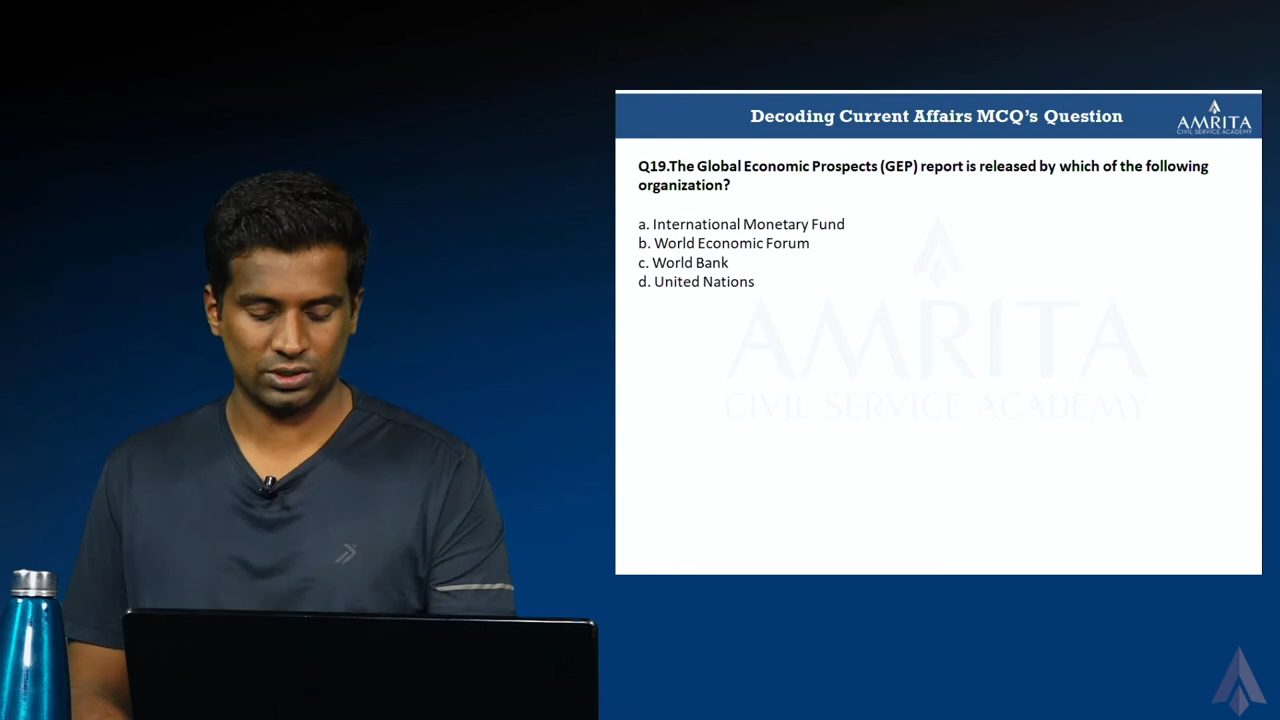 Decoding Current Affairs MCQ's Question
AMRITA
CIVIL SERVICE ACADEMY
Q19.The Global Economic Prospects (GEP) report is released by which of the following
organization?
a. International Monetary Fund
b. World Economic Forum
c. World Bank
d. United Nations
AMRITA
CIVIL SERVICE ACADEMY